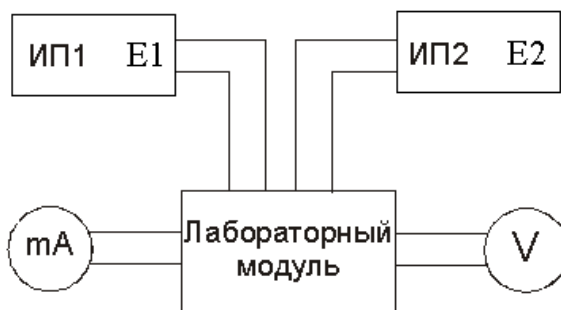 ИП1 E1
ИП2 E2
mA
Лабораторный
модуль
V